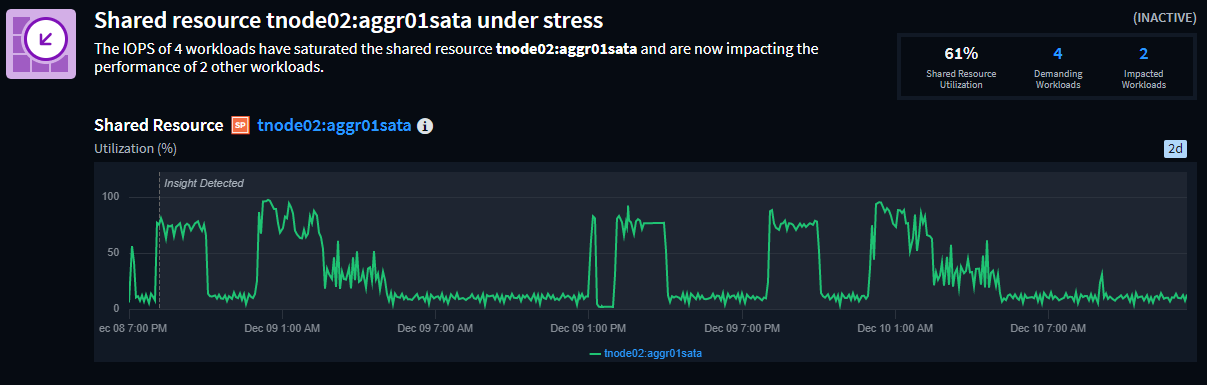 Shared resource tnode02:aggr01sata under stress
(INACTIVE)
The IOPS of 4 workloads have saturated the shared resource tnode02:aggr01sata and are now impacting the
performance of 2 other workloads.
61%
Shared Resource
Utilization
4
Demanding
Workloads
2
Impacted
Workloads
Shared Resource SP tnode02:aggr01sata i
Utilization (%)
2d
Insight Detected
100
50
0
ec 08 7:00 PM
Dec 09 1:00 AM
Dec 09 7:00 AM
Dec 09 1:00 PM
Dec 09 7:00 PM
Dec 10 1:00 AM
Dec 10 7:00 AM
tnode02:aggr01sata